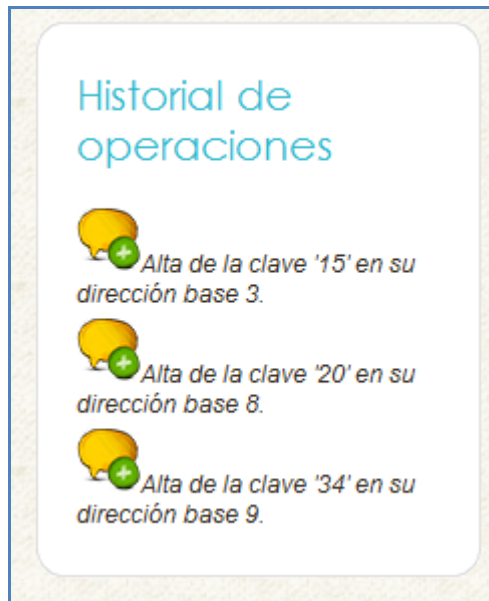 Historial de
operaciones
Alta de la clave '15' en su
dirección base 3.
Alta de la clave '20' en su
dirección base 8.
Alta de la clave '34' en su
dirección base 9.